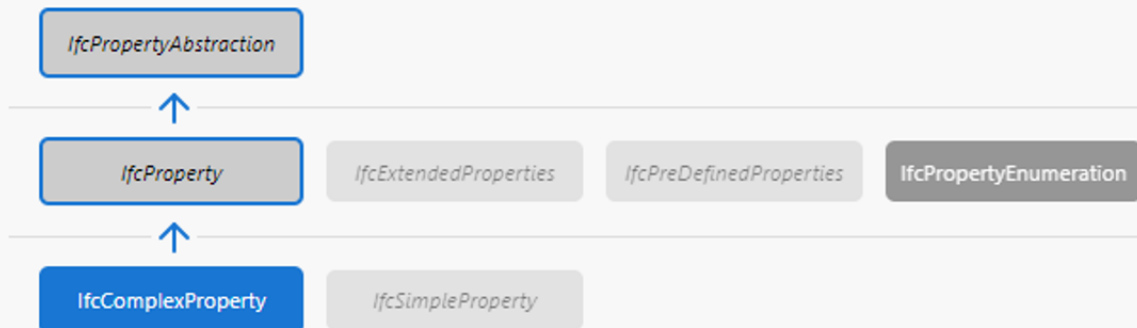 IfcPropertyAbstraction
IfcProperty IfcExtendedProperties IfcPreDefinedProperties IfcPropertyEnumeration
IfcComplexProperty IfcSimpleProperty